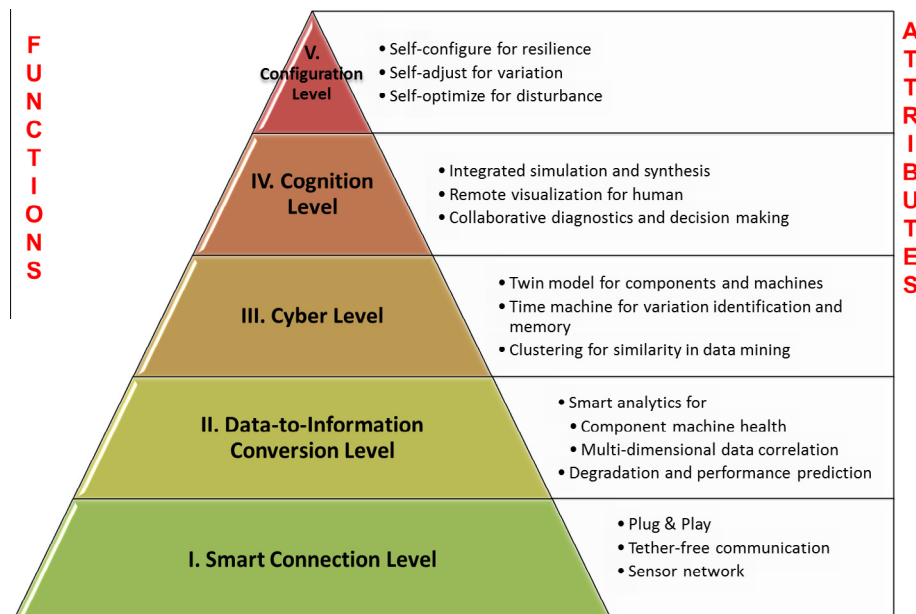 FUNCTIONS
ATTRIBUTES
V.
Configuration
Level
• Self-configure for resilience
• Self-adjust for variation
• Self-optimize for disturbance
IV. Cognition
Level
• Integrated simulation and synthesis
• Remote visualization for human
• Collaborative diagnostics and decision making
III. Cyber Level
• Twin model for components and machines
• Time machine for variation identification and
memory
• Clustering for similarity in data mining
II. Data-to-Information
Conversion Level
• Smart analytics for
• Component machine health
• Multi-dimensional data correlation
• Degradation and performance prediction
I. Smart Connection Level
• Plug & Play
• Tether-free communication
• Sensor network